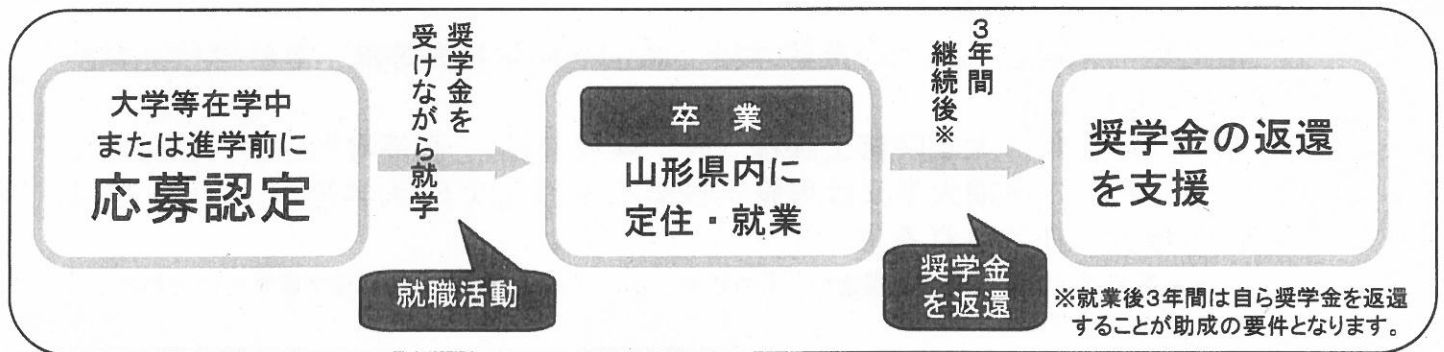 大学等在学中
または進学前に
応募認定
奨学金を
受けながら就学
就職活動
卒 業
山形県内に
定住・就業
3年間
継続後※
奨学金
を返還
奨学金の返還
を支援
※就業後3年間は自ら奨学金を返還
することが助成の要件となります。